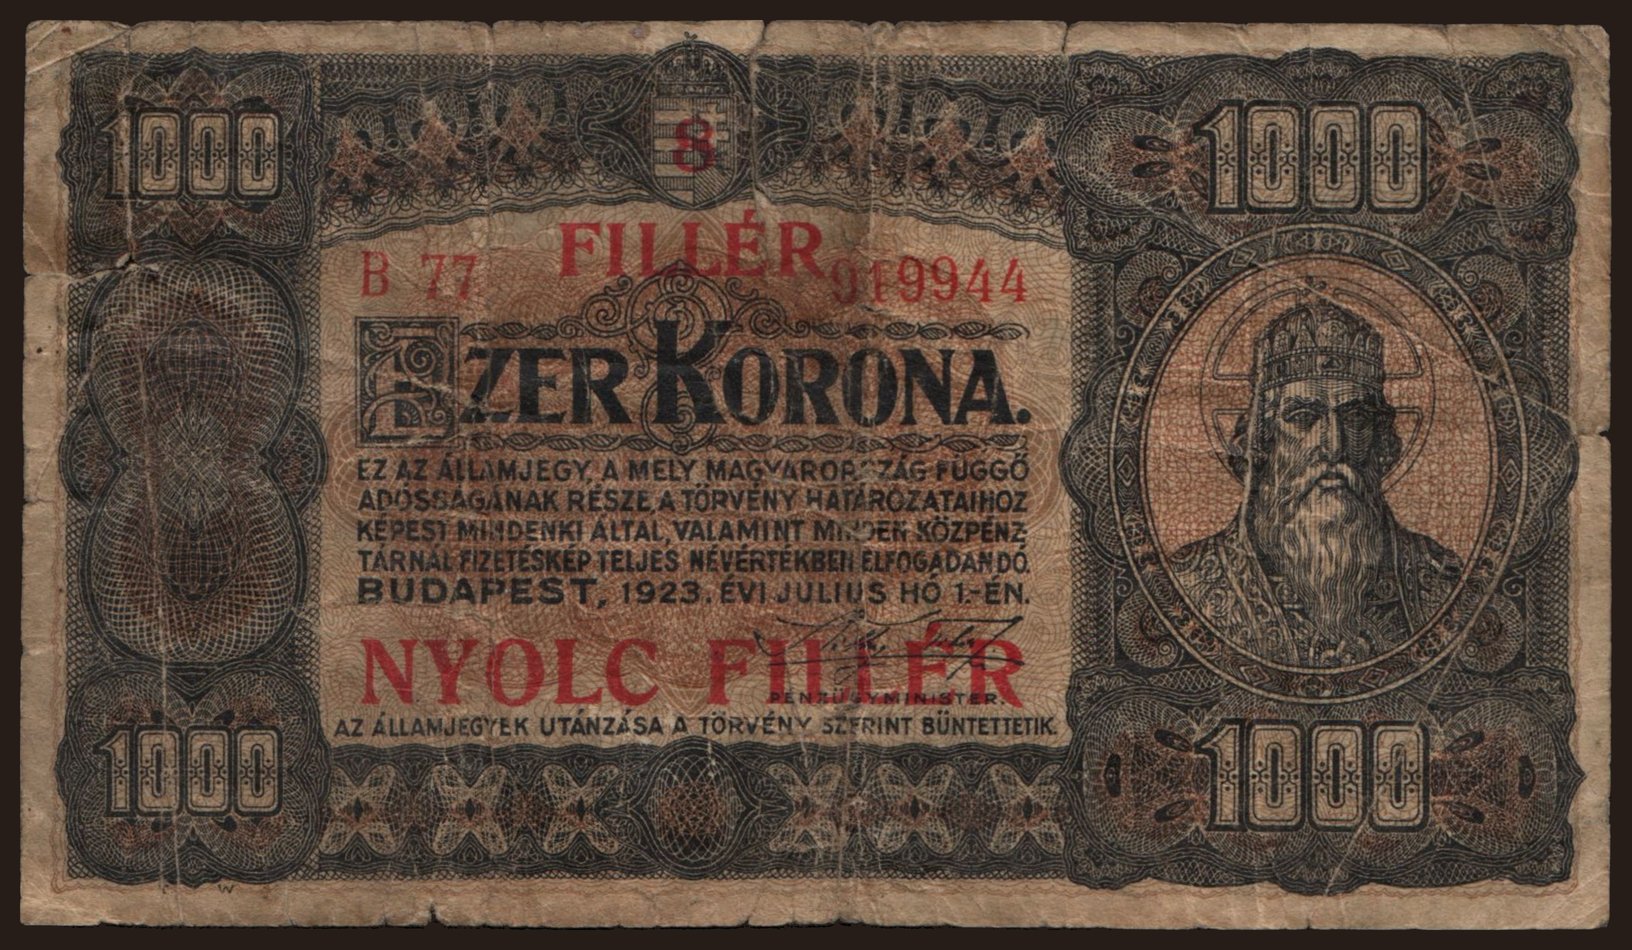 1000 1000
8
FILLÉR
B 77 019944
EZER KORONA.
EZ AZ ÁLLAMJEGY, A MELY MAGYARORSZÁG FÜGGŐ
ADÓSSÁGÁNAK RÉSZE, A TÖRVÉNY HATÁROZATAIHOZ
KÉPEST MINDENKI ÁLTAL, VALAMINT MINDEN KÖZPÉNZ-
TÁRNÁL FIZETÉSKÉP TELJES NÉVÉRTÉKBEN ELFOGADANDÓ.
BUDAPEST, 1923. ÉVI JULIUS HÓ 1.-ÉN.
NYOLC FILLÉR
PÉNZÜGYMINISTER.
AZ ÁLLAMJEGYEK UTÁNZÁSA A TÖRVÉNY SZERINT BÜNTETTETIK.
1000 1000
W